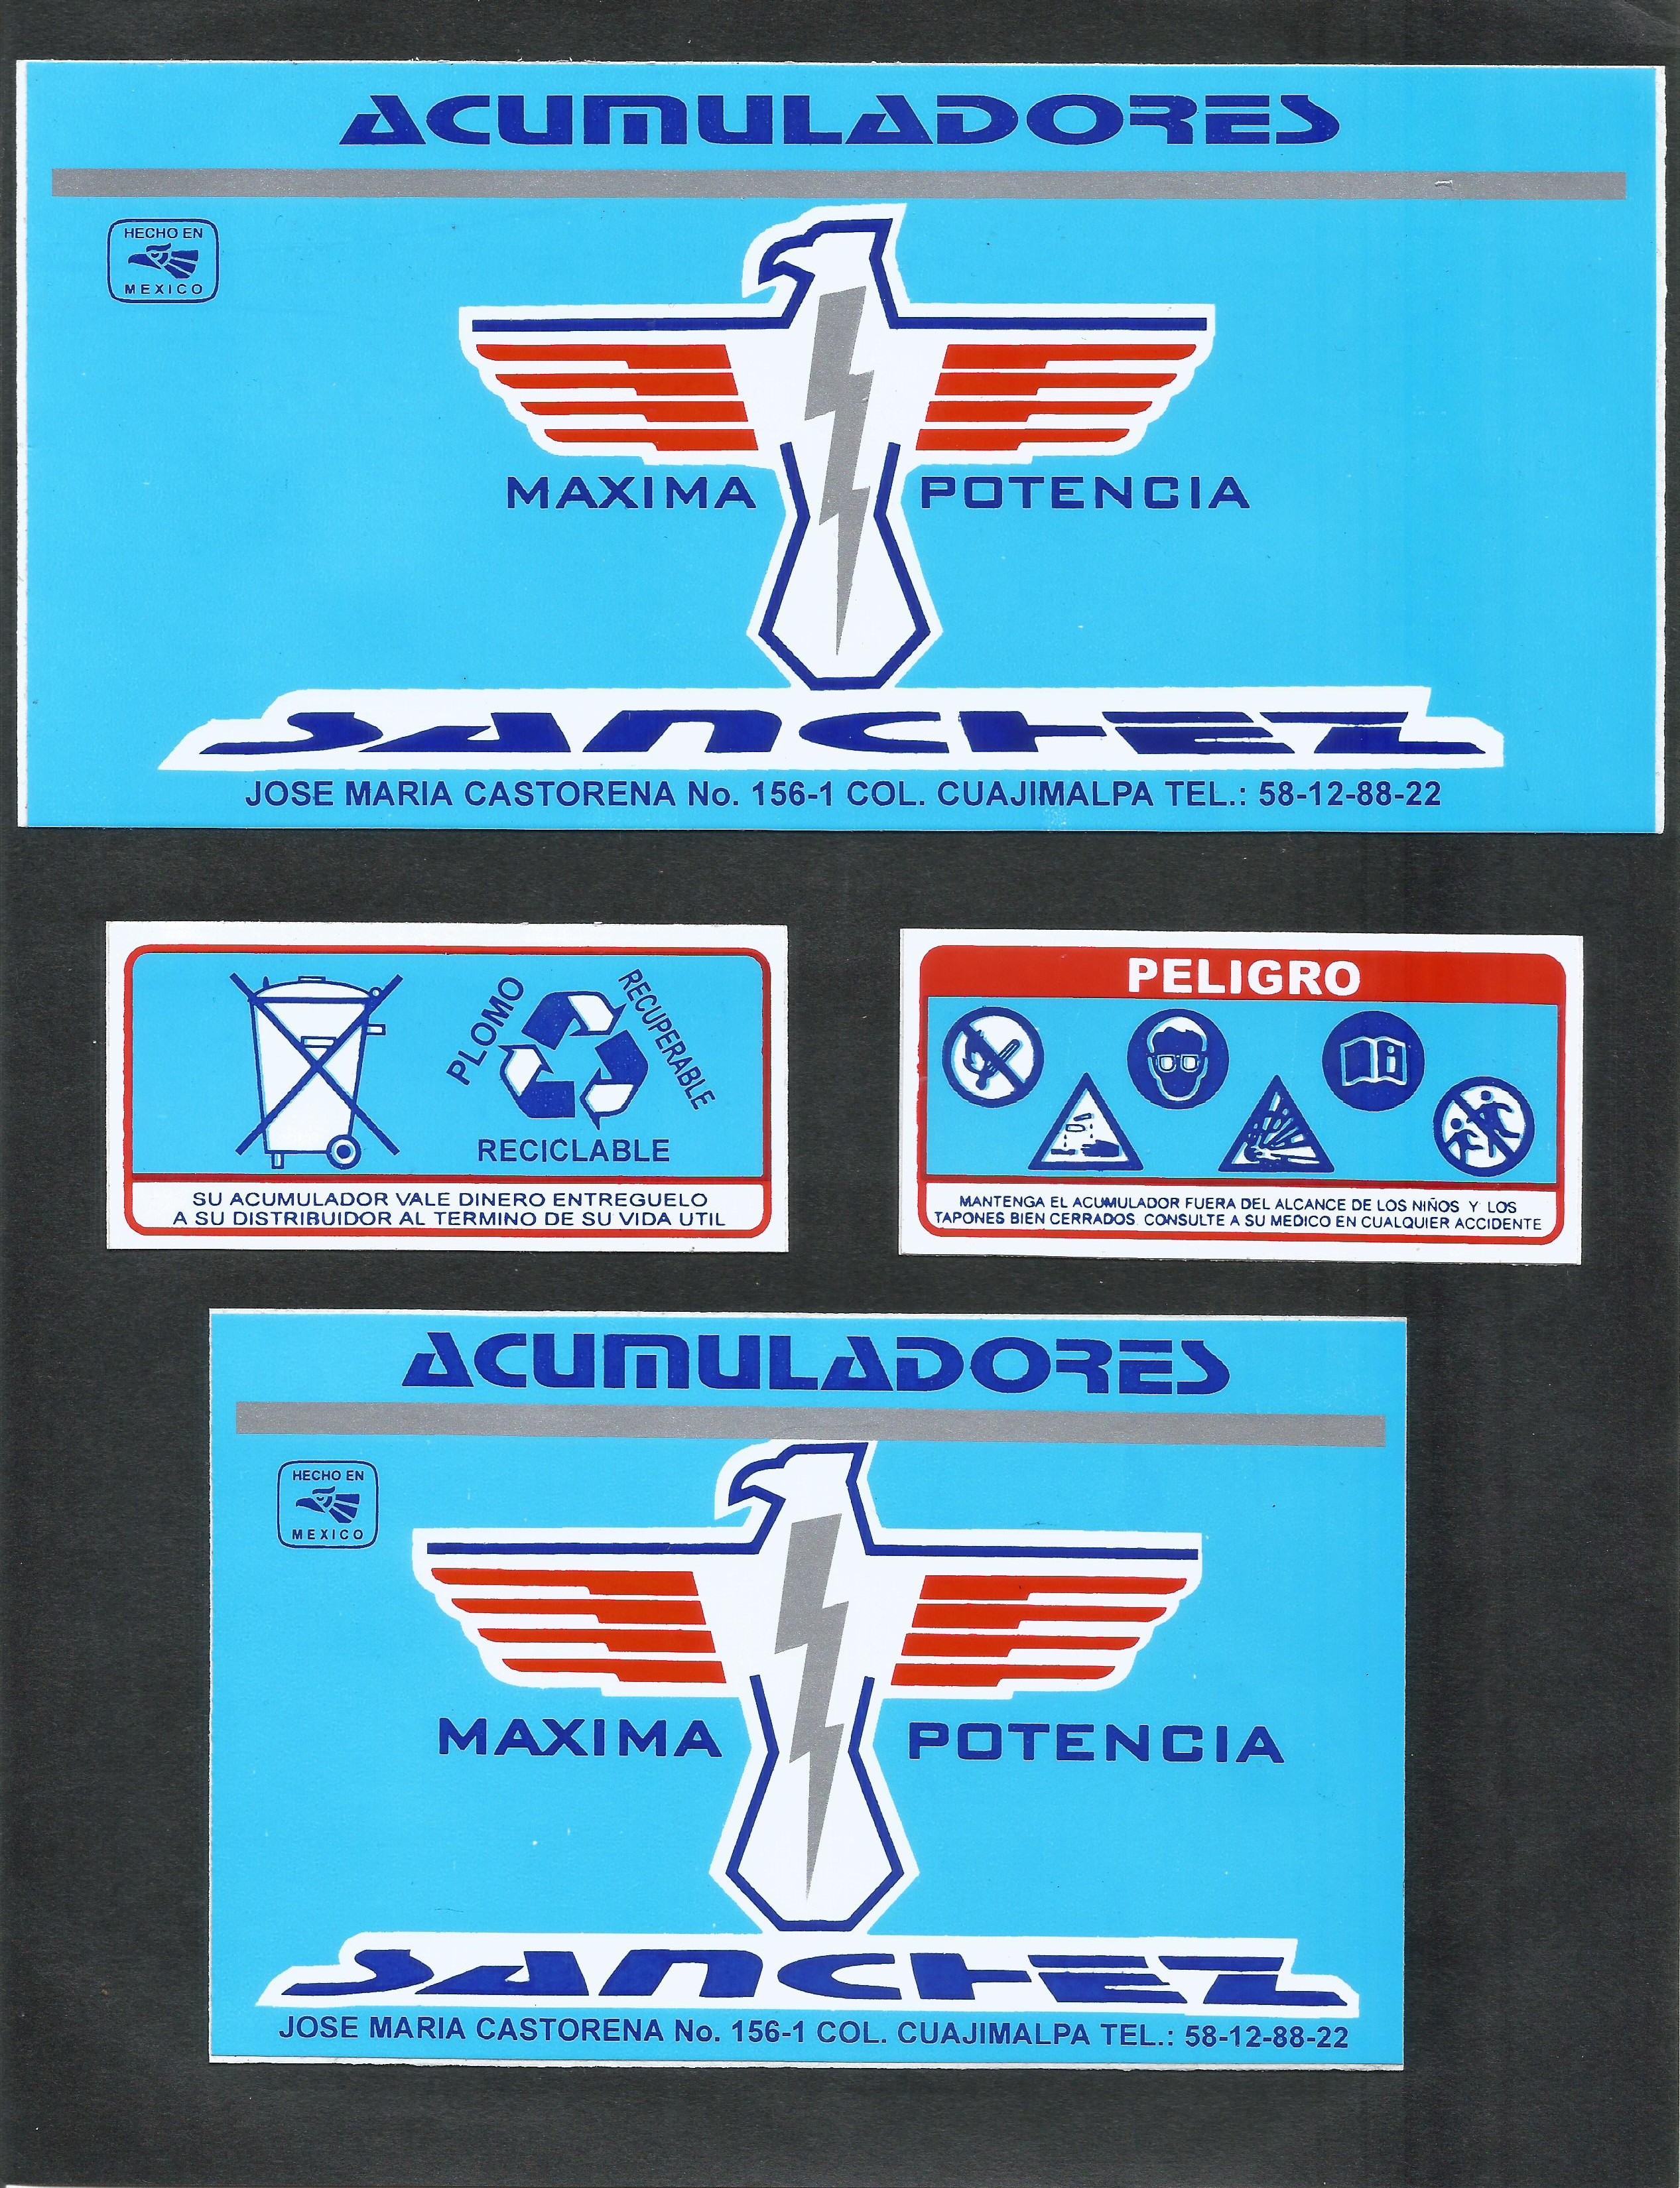 ACUMULADORES
HECHO EN
MEXICO
MAXIMA POTENCIA
SANCHEZ
JOSE MARIA CASTORENA No. 156-1 COL. CUAJIMALPA TEL.: 58-12-88-22
PLOMO
RECUPERABLE
RECICLABLE
SU ACUMULADOR VALE DINERO ENTREGUELO
A SU DISTRIBUIDOR AL TERMINO DE SU VIDA UTIL
PELIGRO
MANTENGA EL ACUMULADOR FUERA DEL ALCANCE DE LOS NIÑOS Y LOS
TAPONES BIEN CERRADOS. CONSULTE A SU MEDICO EN CUALQUIER ACCIDENTE
ACUMULADORES
HECHO EN
MEXICO
MAXIMA POTENCIA
SANCHEZ
JOSE MARIA CASTORENA No. 156-1 COL. CUAJIMALPA TEL.: 58-12-88-22